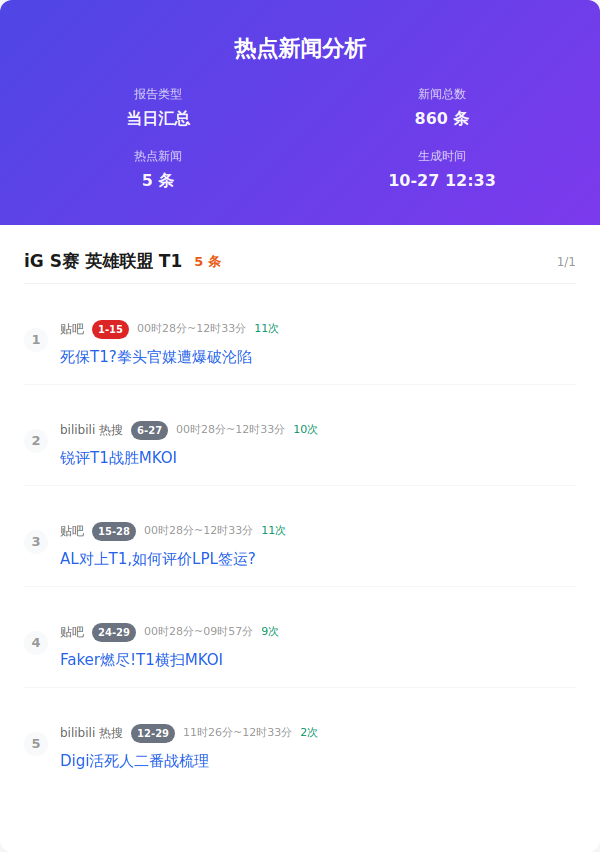 热点新闻分析
报告类型
新闻总数
当日汇总
860 条
热点新闻
生成时间
5 条
10-27 12:33
iG S赛 英雄联盟 T1 5 条 1/1
1
贴吧 1-15 00时28分~12时33分 11次
死保T1?拳头官媒遭爆破沦陷
2
bilibili 热搜 6-27 00时28分~12时33分 10次
锐评T1战胜MKOI
3
贴吧 15-28 00时28分~12时33分 11次
AL对上T1,如何评价LPL签运?
4
贴吧 24-29 00时28分~09时57分 9次
Faker燃尽!T1横扫MKOI
5
bilibili 热搜 12-29 11时26分~12时33分 2次
Digi活死人二番战梳理